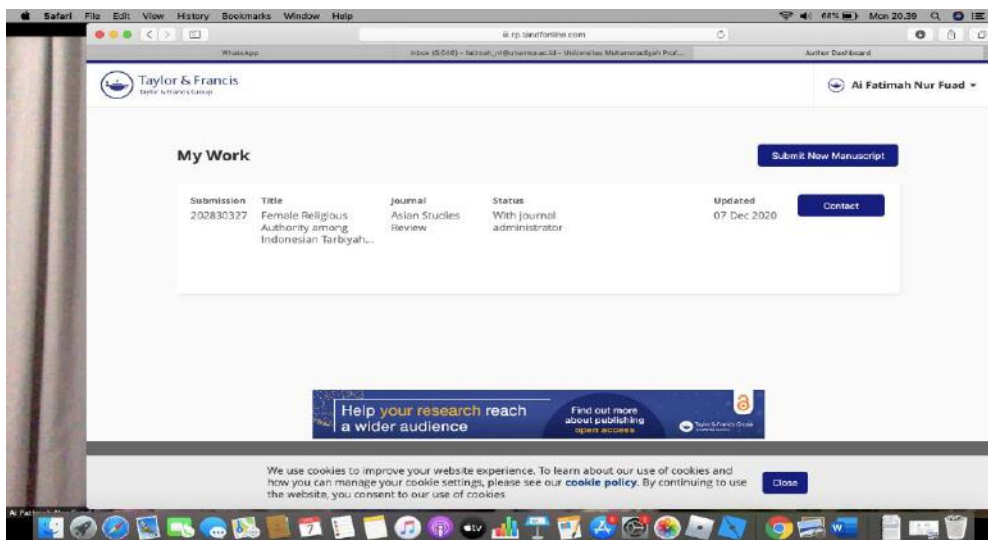 Safari File Edit View History Bookmarks Window Help
68% Mon 20.39
rp.tandfonline.com
WhatsApp
Author Dashboard
Taylor & Francis
Taylor & Francis Group
Ai Fatimah Nur Fuad
My Work
Submit New Manuscript
Submission Title Journal Status Updated
202830327 Female Religious Asian Studies With journal 07 Dec 2020 Contact
Authority among Review administrator
Indonesian Tarbiyah...
Help your research reach
a wider audience
Find out more
about publishing
open access
Taylor & Francis Group
We use cookies to improve your website experience. To learn about our use of cookies and
how you can manage your cookie settings, please see our cookie policy. By continuing to use
the website, you consent to our use of cookies
Close